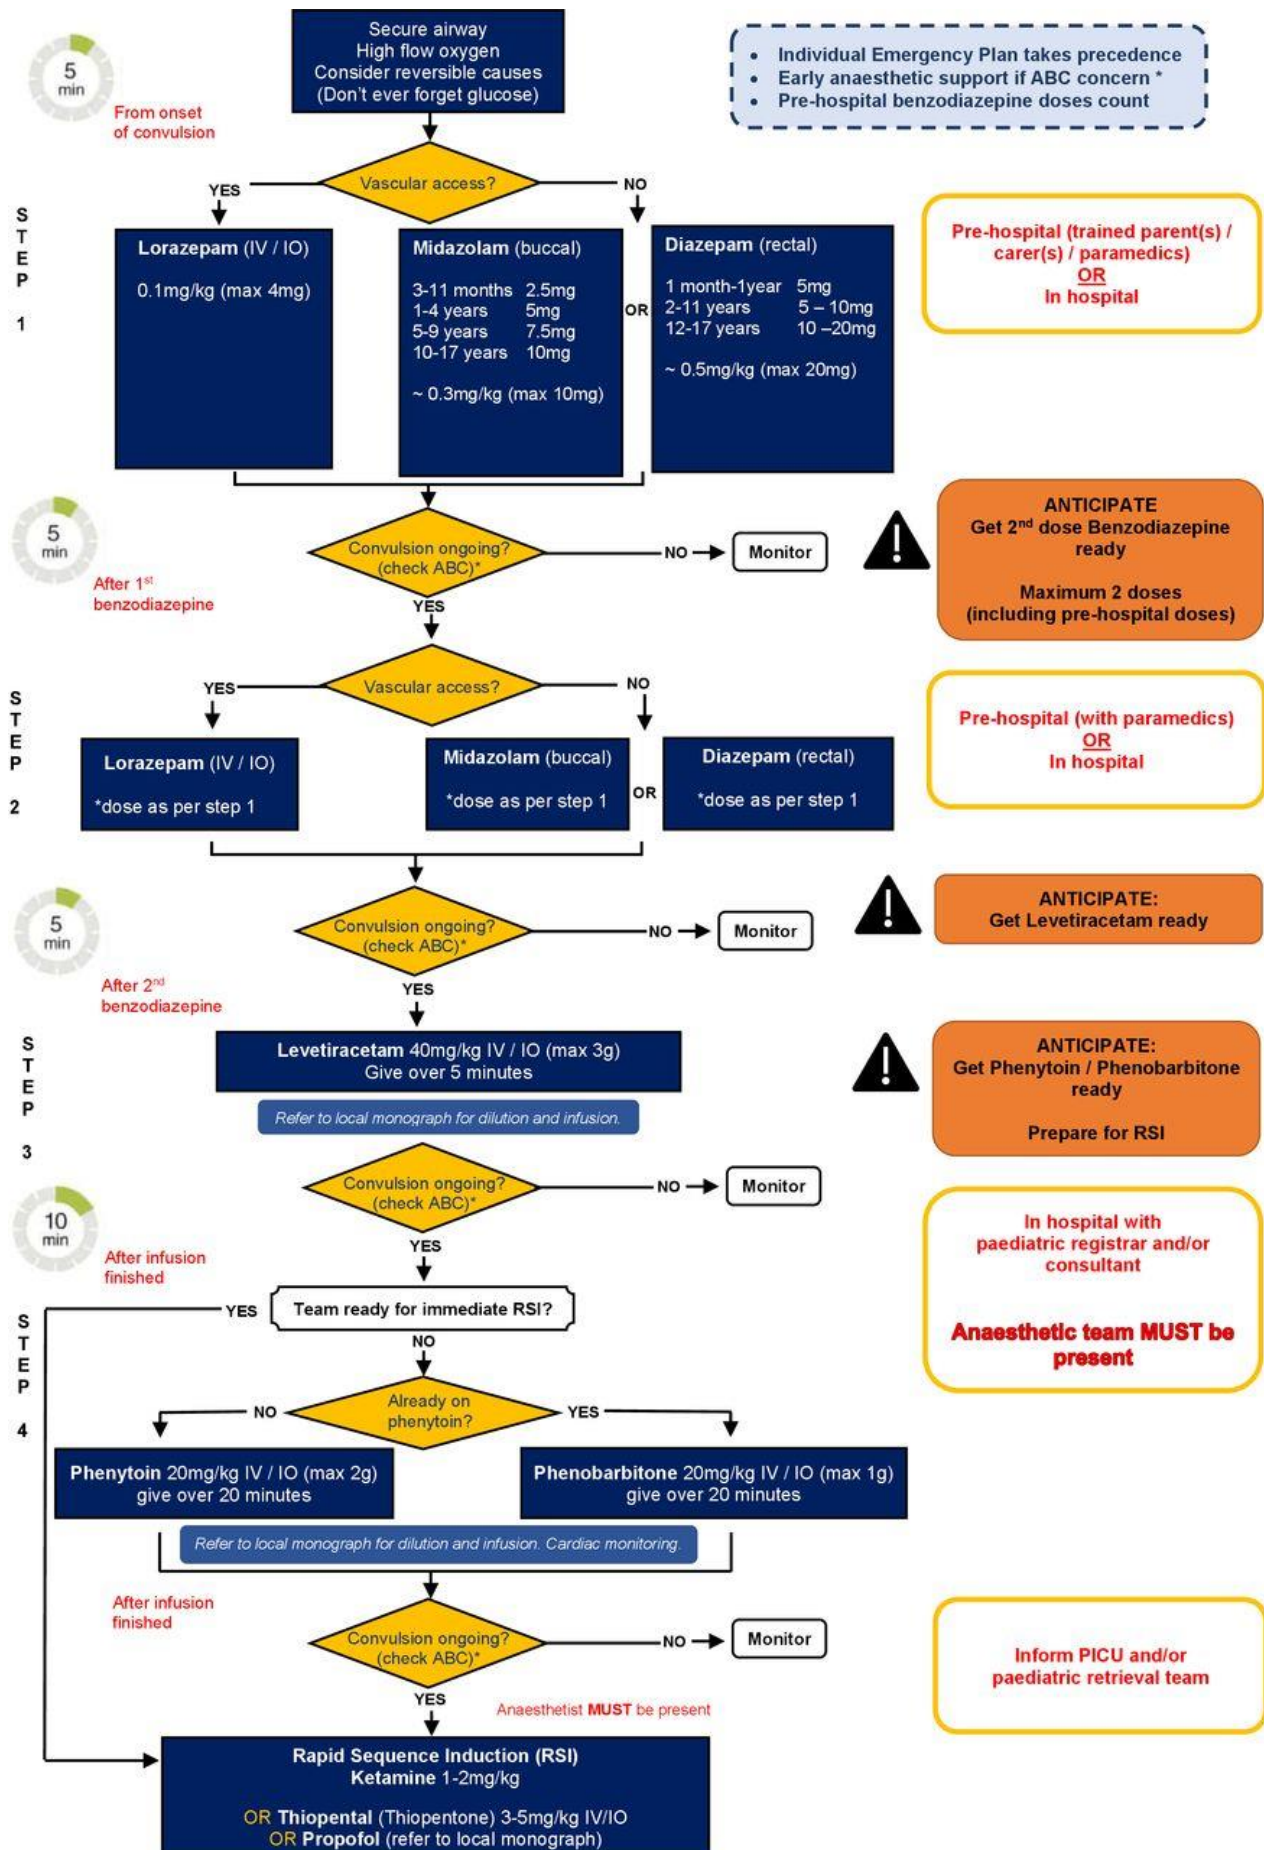 Secure airway
High flow oxygen
Consider reversible causes
(Don't ever forget glucose)
• Individual Emergency Plan takes precedence
• Early anaesthetic support if ABC concern *
• Pre-hospital benzodiazepine doses count
5
min
From onset
of convulsion
Vascular access?
YES
NO
STEP
1
Lorazepam (IV / IO)
0.1mg/kg (max 4mg)
Midazolam (buccal)
3-11 months 2.5mg
1-4 years 5mg
5-9 years 7.5mg
10-17 years 10mg
~ 0.3mg/kg (max 10mg)
OR
Diazepam (rectal)
1 month-1year 5mg
2-11 years 5 – 10mg
12-17 years 10 –20mg
~ 0.5mg/kg (max 20mg)
Pre-hospital (trained parent(s) /
carer(s) / paramedics)
OR
In hospital
5
min
After 1st
benzodiazepine
Convulsion ongoing?
(check ABC)*
NO
Monitor
YES
ANTICIPATE
Get 2nd dose Benzodiazepine
ready
Maximum 2 doses
(including pre-hospital doses)
Vascular access?
YES
NO
STEP
2
Lorazepam (IV / IO)
*dose as per step 1
Midazolam (buccal)
*dose as per step 1
OR
Diazepam (rectal)
*dose as per step 1
Pre-hospital (with paramedics)
OR
In hospital
5
min
After 2nd
benzodiazepine
Convulsion ongoing?
(check ABC)*
NO
Monitor
YES
ANTICIPATE:
Get Levetiracetam ready
STEP
3
Levetiracetam 40mg/kg IV / IO (max 3g)
Give over 5 minutes
Refer to local monograph for dilution and infusion.
ANTICIPATE:
Get Phenytoin / Phenobarbitone
ready
Prepare for RSI
10
min
After infusion
finished
Convulsion ongoing?
(check ABC)*
NO
Monitor
YES
In hospital with
paediatric registrar and/or
consultant
Anaesthetic team MUST be
present
YES
Team ready for immediate RSI?
NO
STEP
4
Already on
phenytoin?
NO
YES
Phenytoin 20mg/kg IV / IO (max 2g)
give over 20 minutes
Phenobarbitone 20mg/kg IV / IO (max 1g)
give over 20 minutes
Refer to local monograph for dilution and infusion. Cardiac monitoring.
After infusion
finished
Convulsion ongoing?
(check ABC)*
NO
Monitor
YES
Anaesthetist MUST be present
Inform PICU and/or
paediatric retrieval team
Rapid Sequence Induction (RSI)
Ketamine 1-2mg/kg
OR Thiopental (Thiopentone) 3-5mg/kg IV/IO
OR Propofol (refer to local monograph)